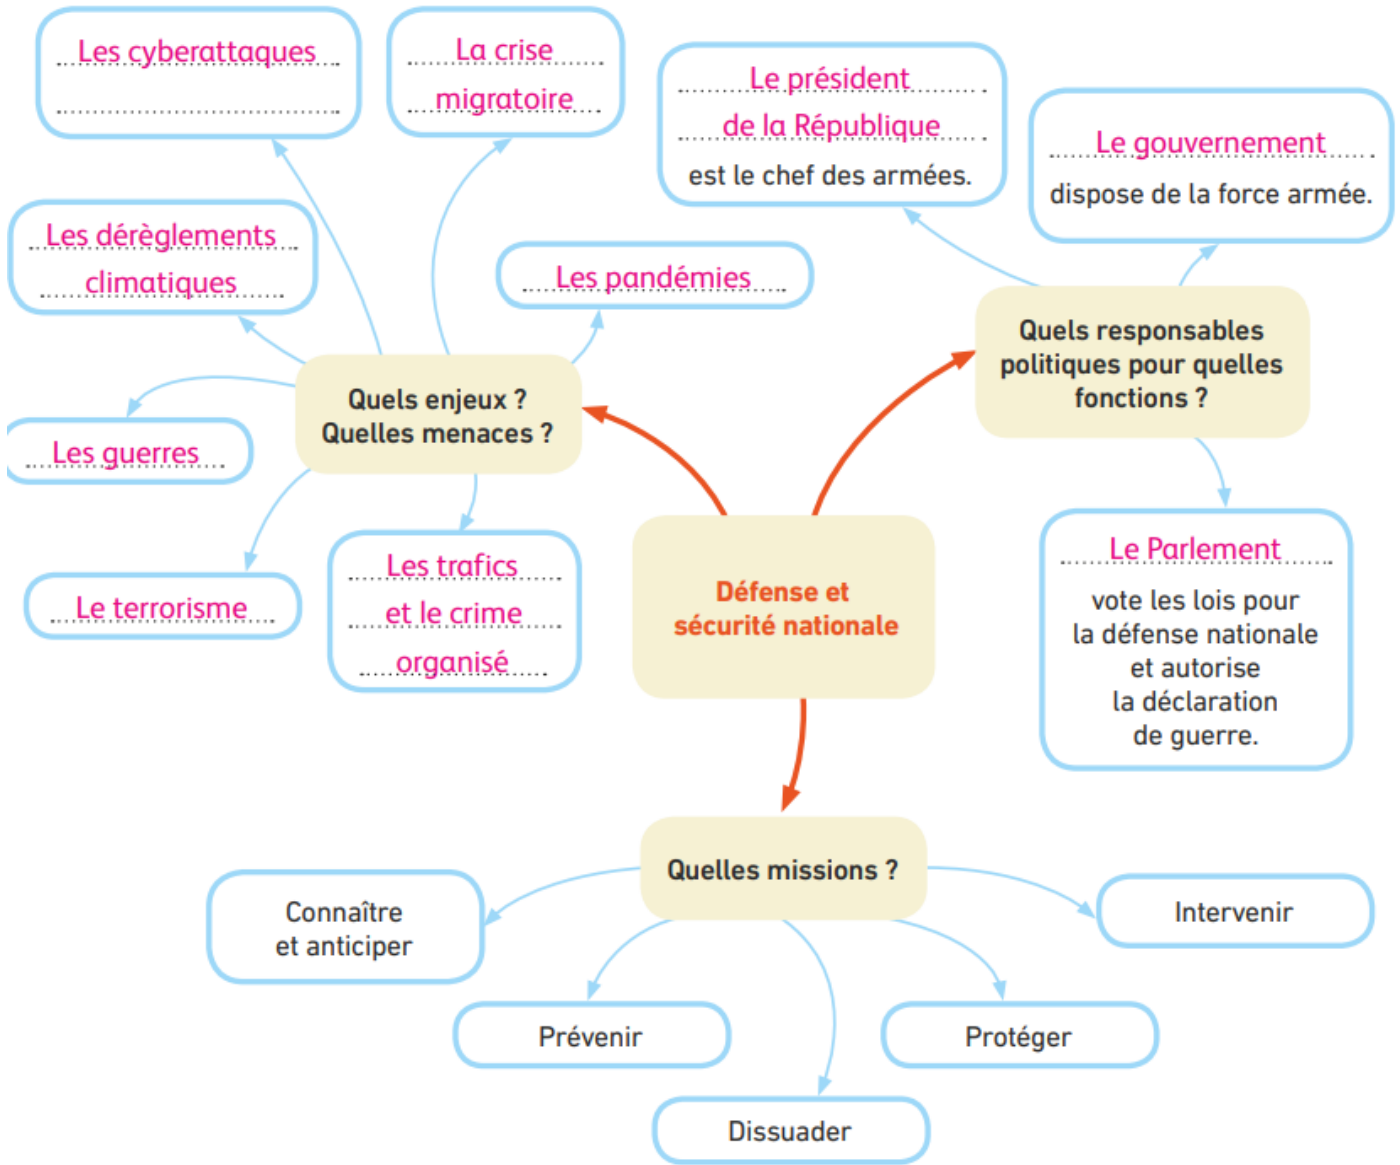 Les cyberattaques
La crise
migratoire
Le président
de la République
est le chef des armées.
Le gouvernement
dispose de la force armée.
Les dérèglements
climatiques
Les pandémies
Quels enjeux ?
Quelles menaces ?
Quels responsables
politiques pour quelles
fonctions ?
Les guerres
Le terrorisme
Les trafics
et le crime
organisé
Défense et
sécurité nationale
Le Parlement
vote les lois pour
la défense nationale
et autorise
la déclaration
de guerre.
Quelles missions ?
Connaître
et anticiper
Intervenir
Prévenir
Protéger
Dissuader